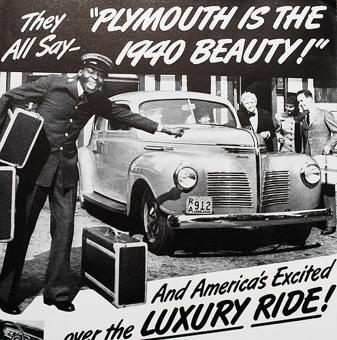 They "PLYMOUTH IS THE
All Say- 1940 BEAUTY!"
R
A 912
And America's Excited
over the LUXURY RIDE!